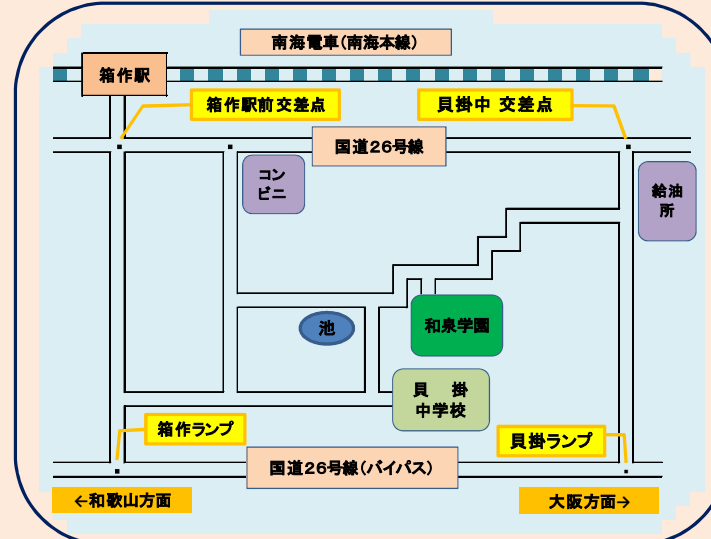 南海電車(南海本線)
箱作駅
箱作駅前交差点
貝掛中 交差点
国道26号線
コン
ビニ
給油
所
池
和泉学園
貝 掛
中学校
箱作ランプ
貝掛ランプ
国道26号線(バイパス)
←和歌山方面
大阪方面→